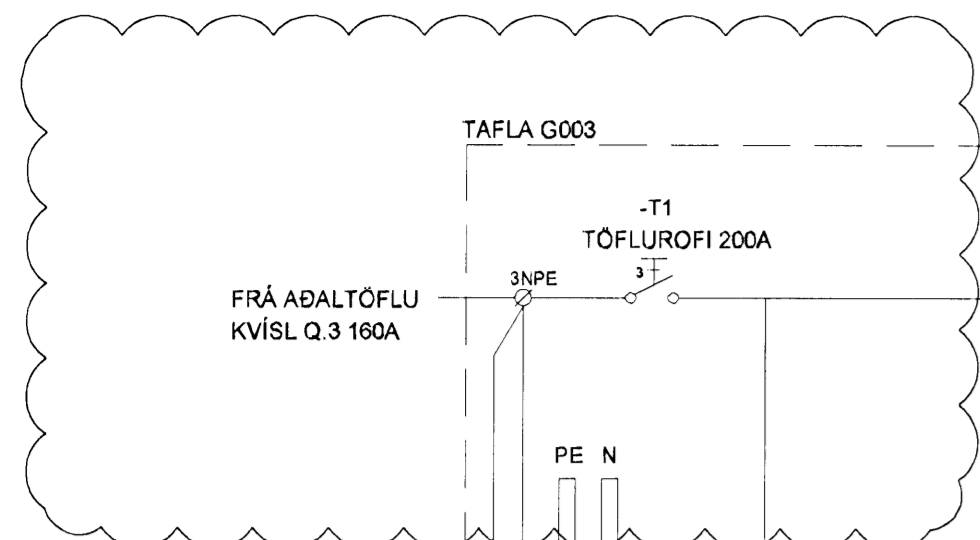 TAFLA G003
-T1
TÖFLUROFI 200A
3
3NPE
FRÁ AÐALTÖFLU
KVÍSL Q.3 160A
PE N